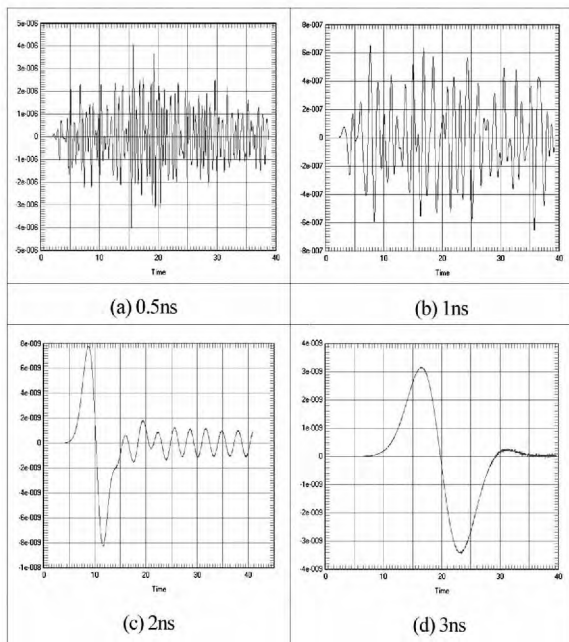 5e-006
4e-006
3e-006
2e-006
1e-006
0
-1e-006
-2e-006
-3e-006
-4e-006
-5e-006
0 10 20 30 40
Time
8e-007
6e-007
4e-007
2e-007
0
-2e-007
-4e-007
-6e-007
-8e-007
0 10 20 30 40
Time
(a) 0.5ns
(b) 1ns
8e-009
6e-009
4e-009
2e-009
0
-2e-009
-4e-009
-6e-009
-8e-009
-1e-008
0 10 20 30 40
Time
4e-009
3e-009
2e-009
1e-009
0
-1e-009
-2e-009
-3e-009
-4e-009
0 10 20 30 40
Time
(c) 2ns
(d) 3ns